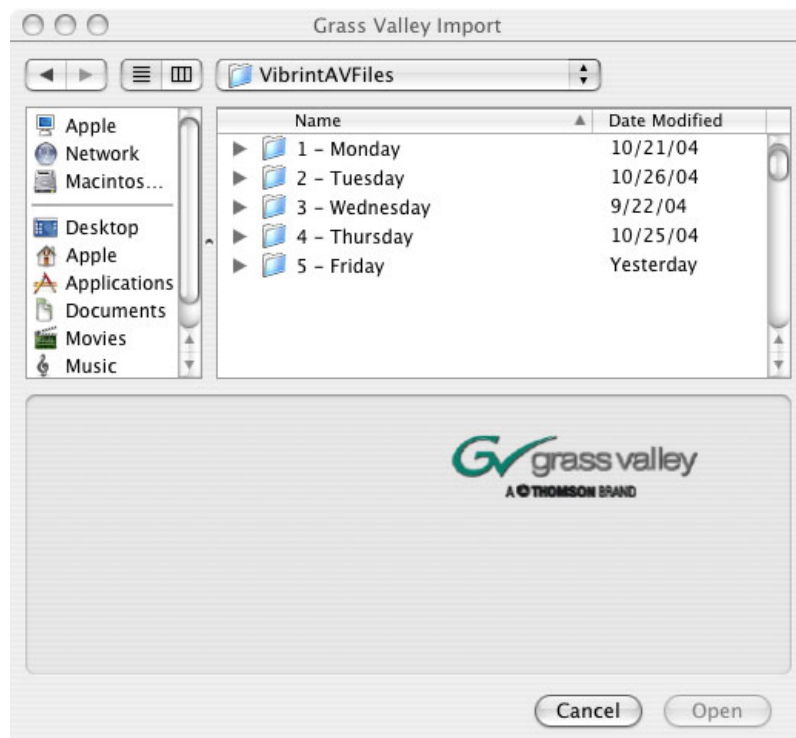 Grass Valley Import
VibrintAVFiles
Apple
Network
Macintos...
Desktop
Apple
Applications
Documents
Movies
Music
Name Date Modified
1 - Monday 10/21/04
2 - Tuesday 10/26/04
3 - Wednesday 9/22/04
4 - Thursday 10/25/04
5 - Friday Yesterday
GV grass valley
A THOMSON BRAND
Cancel Open